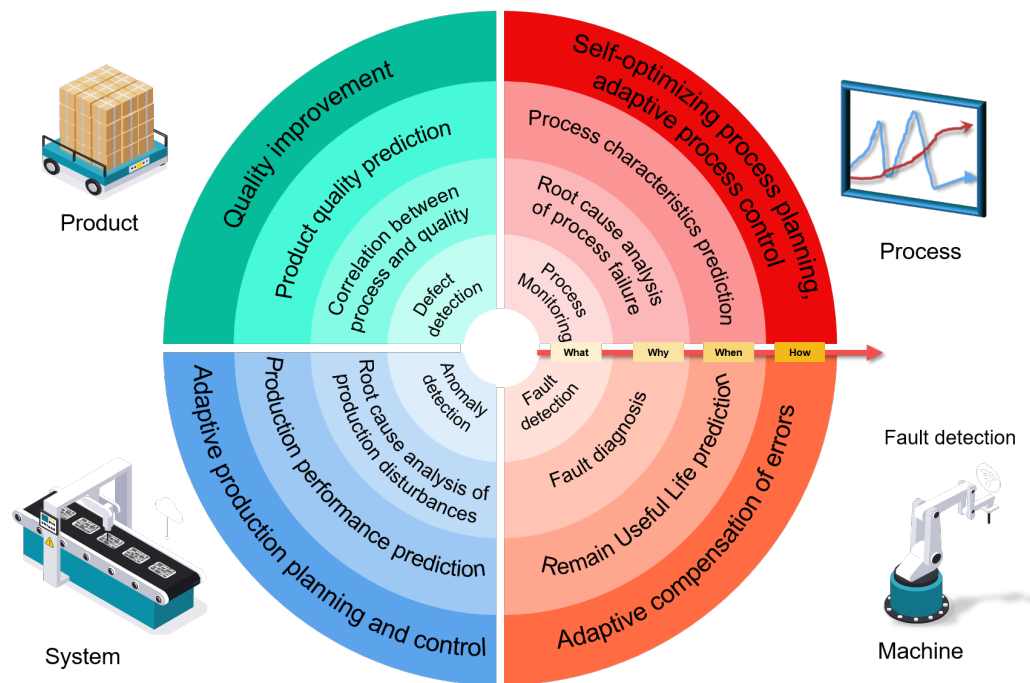 Product
Quality improvement
Product quality prediction
Correlation between
process and quality
Defect
detection
Self-optimizing process planning,
adaptive process control
Process characteristics prediction
Root cause analysis
of process failure
Process
Monitoring
Process
What
Why
When
How
Anomaly
detection
Root cause analysis of
production disturbances
Production performance prediction
Adaptive production planning and control
System
Fault
detection
Fault diagnosis
Remain Useful Life prediction
Adaptive compensation of errors
Fault detection
Machine